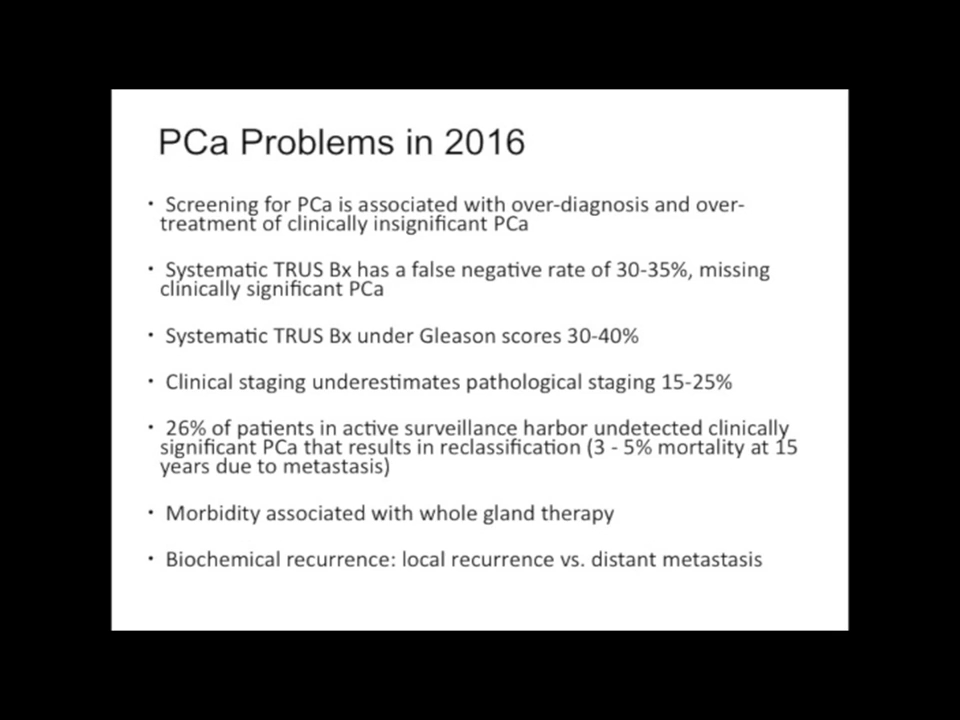 PCa Problems in 2016
· Screening for PCa is associated with over-diagnosis and over-
treatment of clinically insignificant PCa
· Systematic TRUS Bx has a false negative rate of 30-35%, missing
clinically significant PCa
· Systematic TRUS Bx under Gleason scores 30-40%
· Clinical staging underestimates pathological staging 15-25%
· 26% of patients in active surveillance harbor undetected clinically
significant PCa that results in reclassification (3 - 5% mortality at 15
years due to metastasis)
· Morbidity associated with whole gland therapy
· Biochemical recurrence: local recurrence vs. distant metastasis